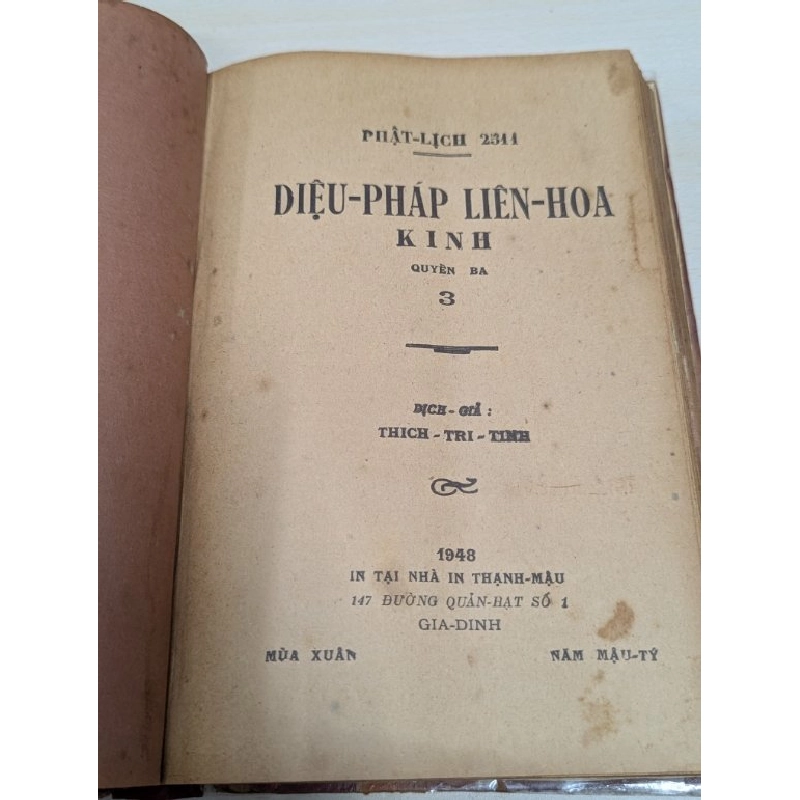 PHẬT-LỊCH 2511
DIỆU-PHÁP LIÊN-HOA
KINH
QUYỀN BA
3
DỊCH-GIẢ :
THICH-TRI-TINH
1948
IN TẠI NHÀ IN THẠNH-MẬU
147 ĐƯỜNG QUẢN-HẠT SỐ 1
GIA-DINH
MÙA XUÂN NĂM MẬU-TÝ